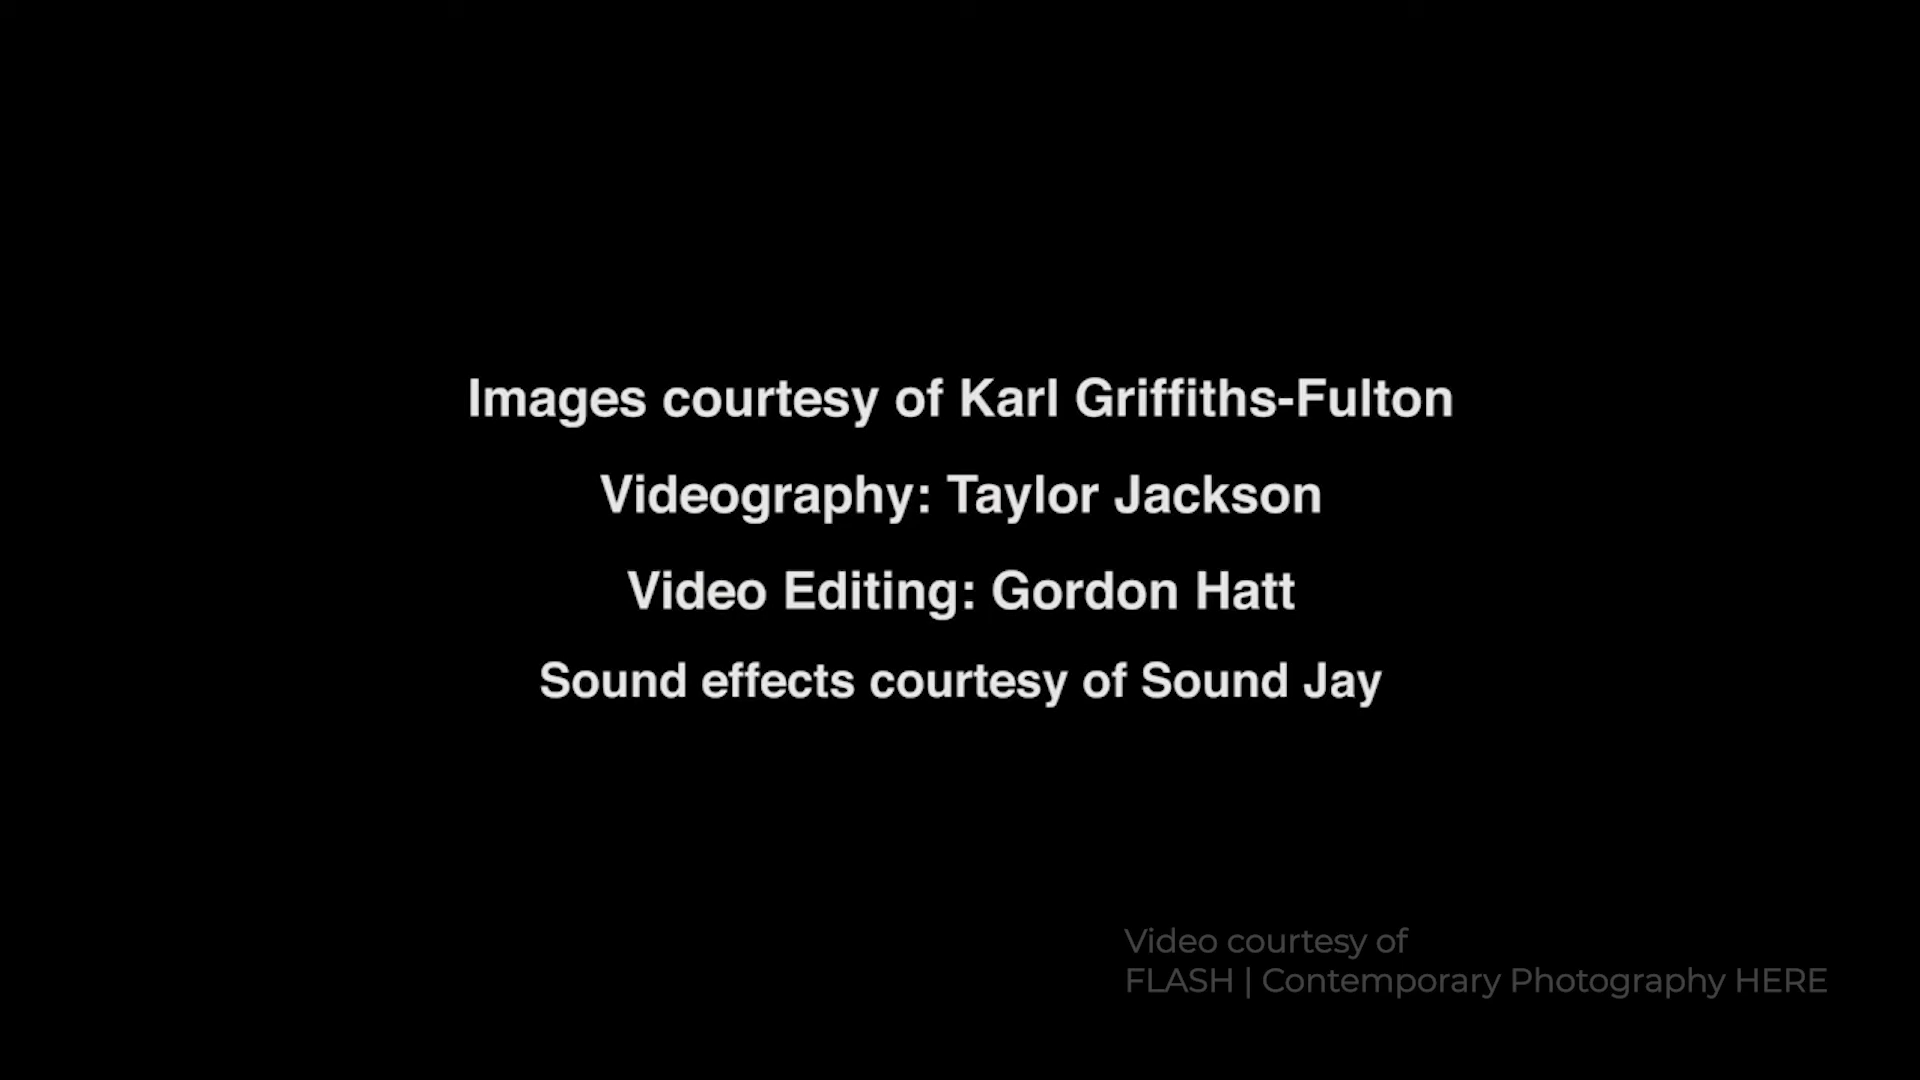 Images courtesy of Karl Griffiths-Fulton
Videography: Taylor Jackson
Video Editing: Gordon Hatt
Sound effects courtesy of Sound Jay
Video courtesy of
FLASH | Contemporary Photography HERE